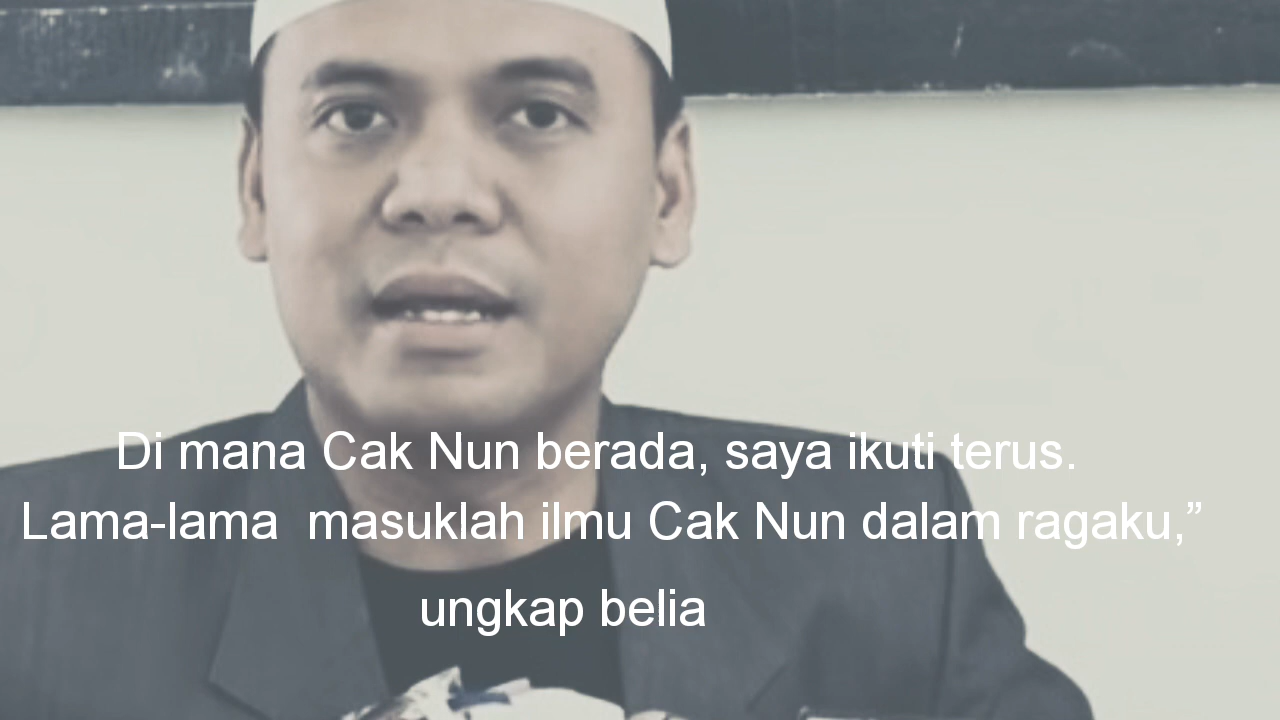 Di mana Cak Nun berada, saya ikuti terus.
Lama-lama  masuklah ilmu Cak Nun dalam ragaku,”
ungkap belia